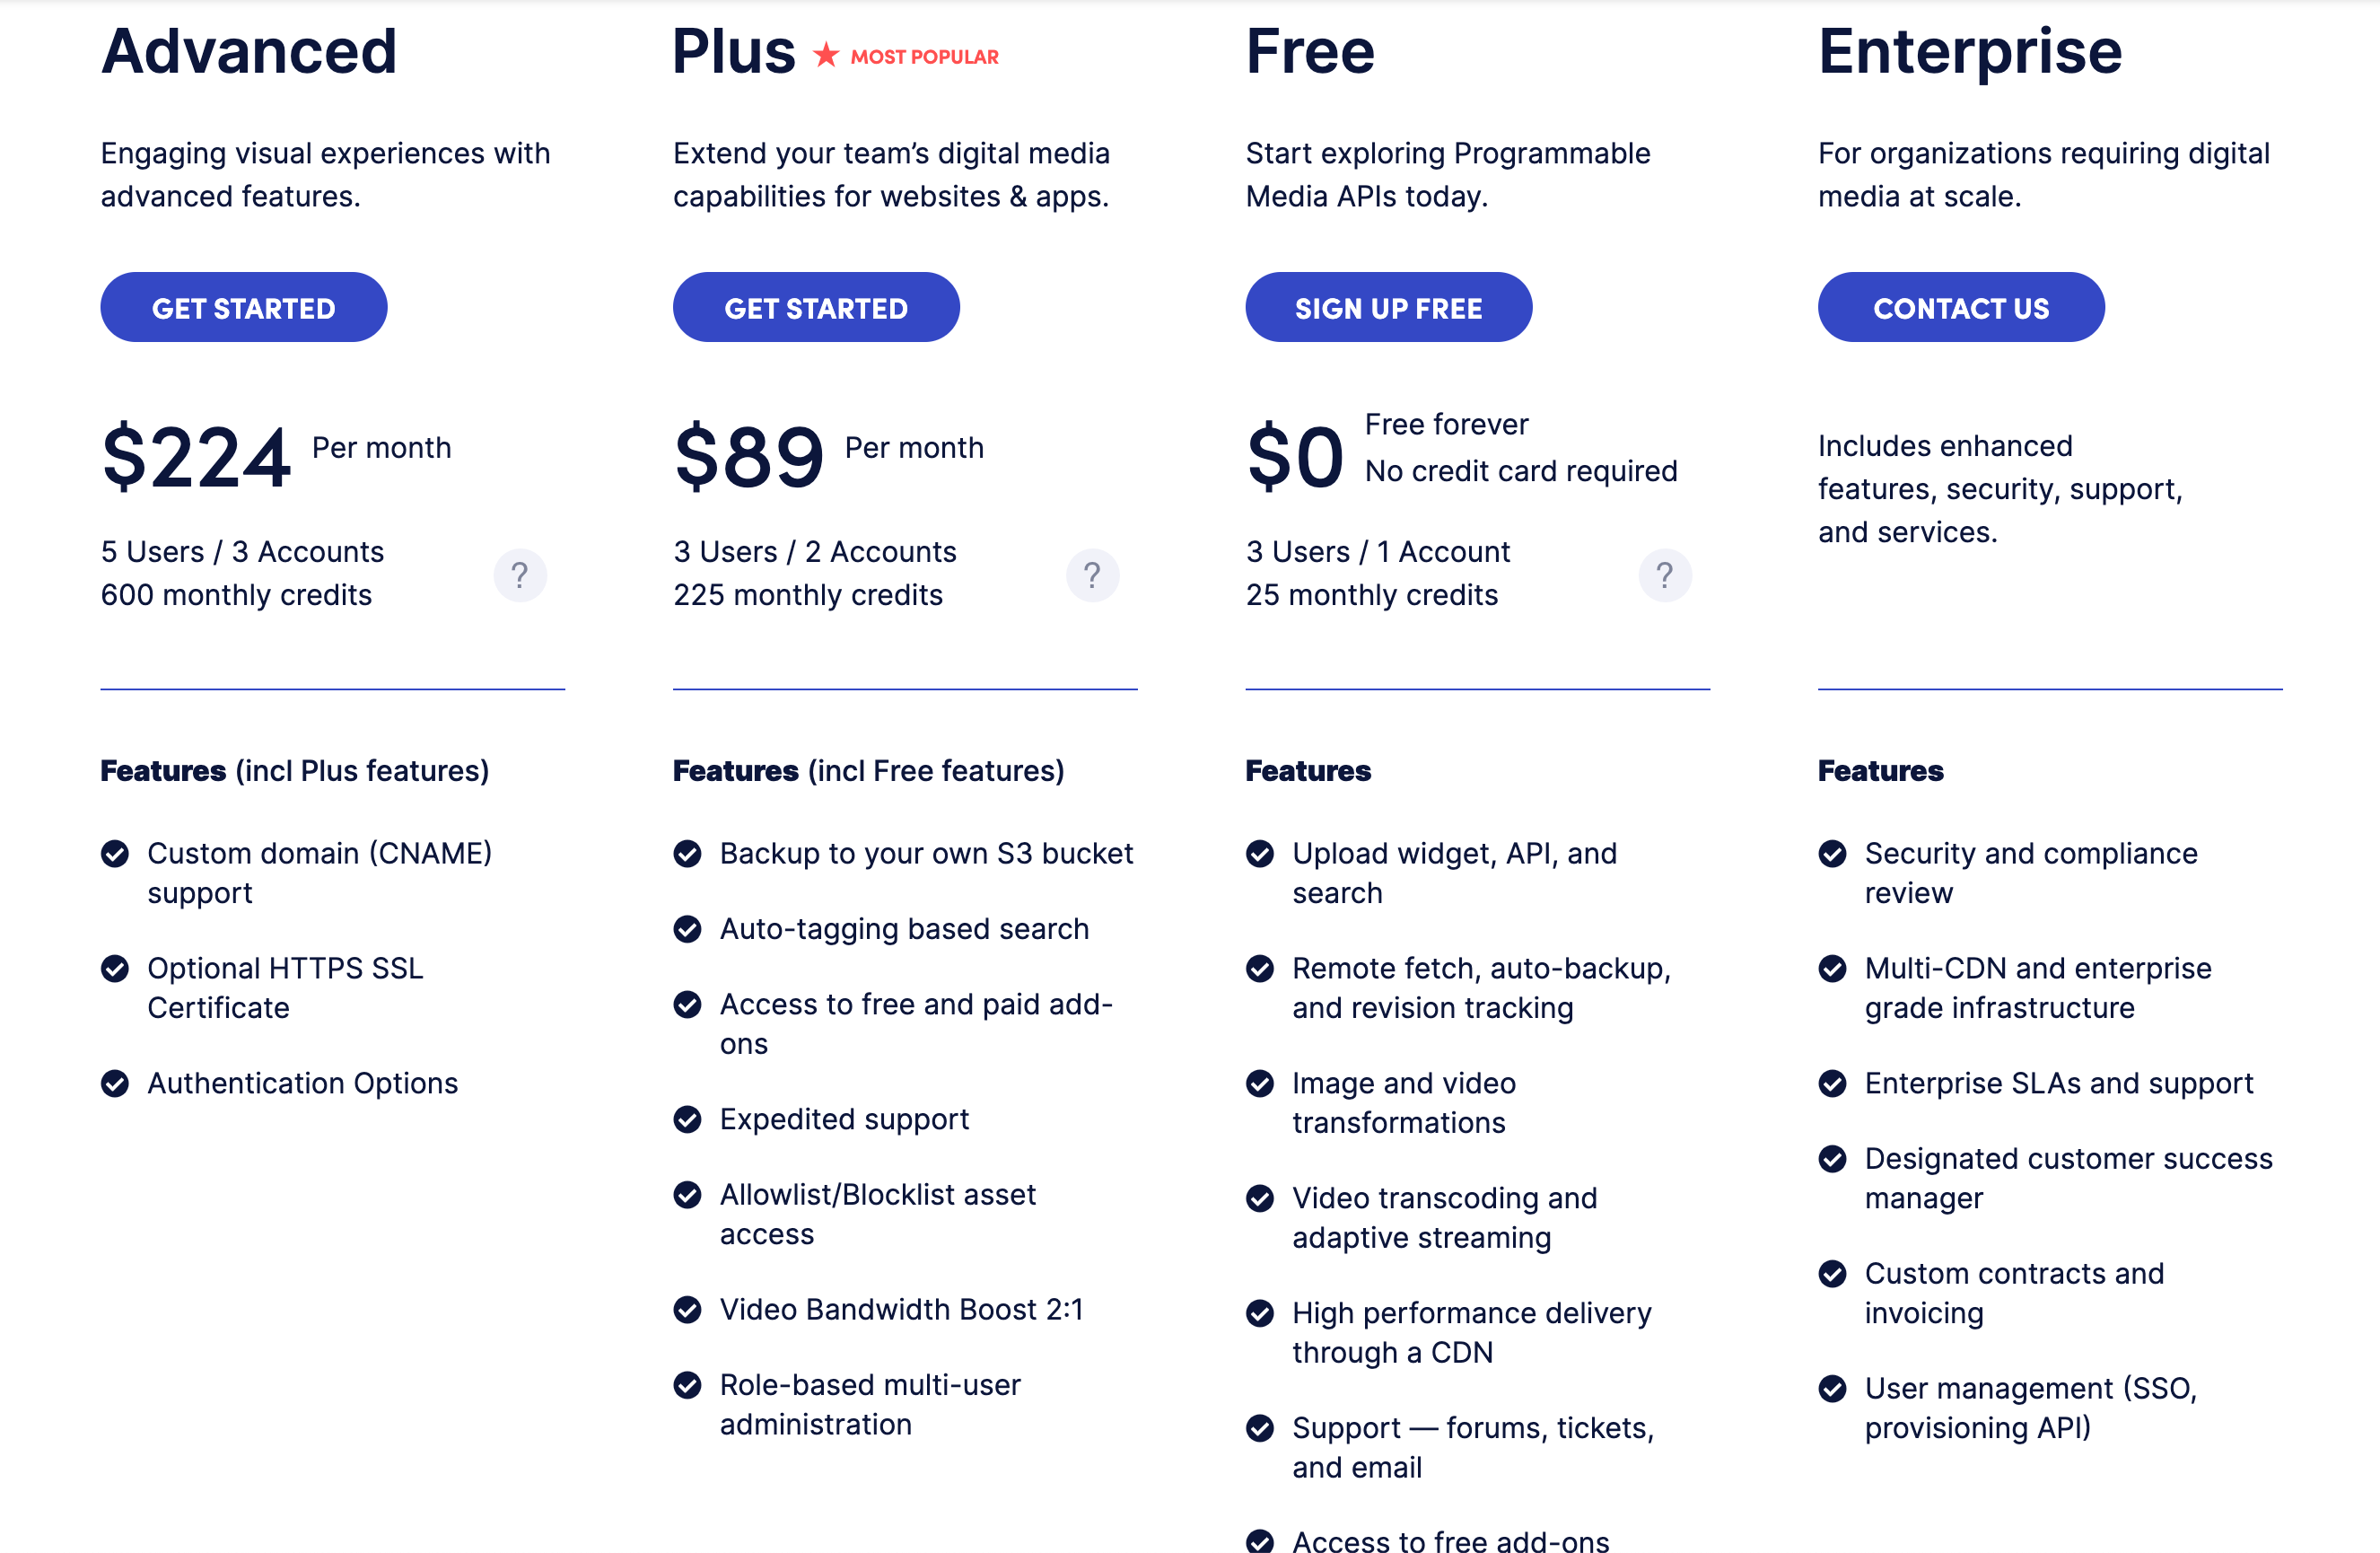 Advanced
Engaging visual experiences with
advanced features.
GET STARTED
$224 Per month
5 Users / 3 Accounts
600 monthly credits
?
Features (incl Plus features)
Custom domain (CNAME)
support
Optional HTTPS SSL
Certificate
Authentication Options
Plus ★ MOST POPULAR
Extend your team’s digital media
capabilities for websites & apps.
GET STARTED
$89 Per month
3 Users / 2 Accounts
225 monthly credits
?
Features (incl Free features)
Backup to your own S3 bucket
Auto-tagging based search
Access to free and paid add-
ons
Expedited support
Allowlist/Blocklist asset
access
Video Bandwidth Boost 2:1
Role-based multi-user
administration
Free
Start exploring Programmable
Media APIs today.
SIGN UP FREE
$0 Free forever
No credit card required
3 Users / 1 Account
25 monthly credits
?
Features
Upload widget, API, and
search
Remote fetch, auto-backup,
and revision tracking
Image and video
transformations
Video transcoding and
adaptive streaming
High performance delivery
through a CDN
Support — forums, tickets,
and email
Access to free add-ons
Enterprise
For organizations requiring digital
media at scale.
CONTACT US
Includes enhanced
features, security, support,
and services.
Features
Security and compliance
review
Multi-CDN and enterprise
grade infrastructure
Enterprise SLAs and support
Designated customer success
manager
Custom contracts and
invoicing
User management (SSO,
provisioning API)